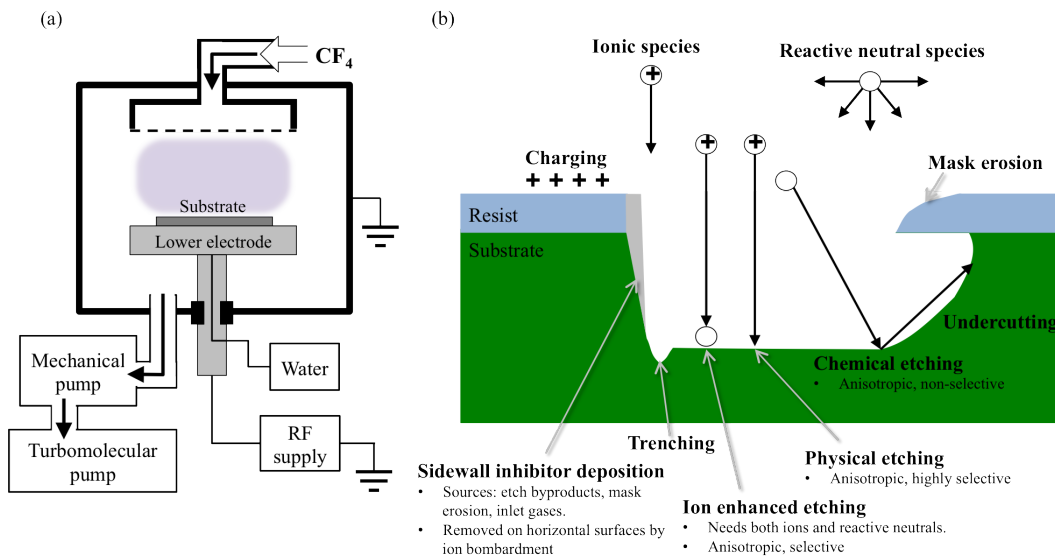 (a)
CF4
Substrate
Lower electrode
Mechanical
pump
Water
Turbomolecular
pump
RF
supply
(b)
Ionic species
Reactive neutral species
Charging
Mask erosion
Resist
Substrate
Undercutting
Chemical etching
• Anisotropic, non-selective
Trenching
Sidewall inhibitor deposition
• Sources: etch byproducts, mask
erosion, inlet gases.
• Removed on horizontal surfaces by
ion bombardment
Physical etching
• Anisotropic, highly selective
Ion enhanced etching
• Needs both ions and reactive neutrals.
• Anisotropic, selective